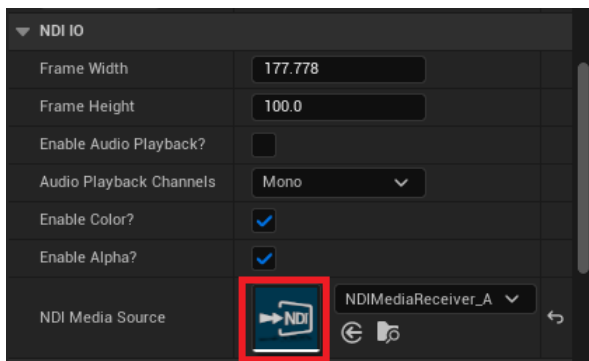 NDI IO
Frame Width 177.778
Frame Height 100.0
Enable Audio Playback?
Audio Playback Channels Mono
Enable Color?
Enable Alpha?
NDI Media Source NDI NDIMediaReceiver_A